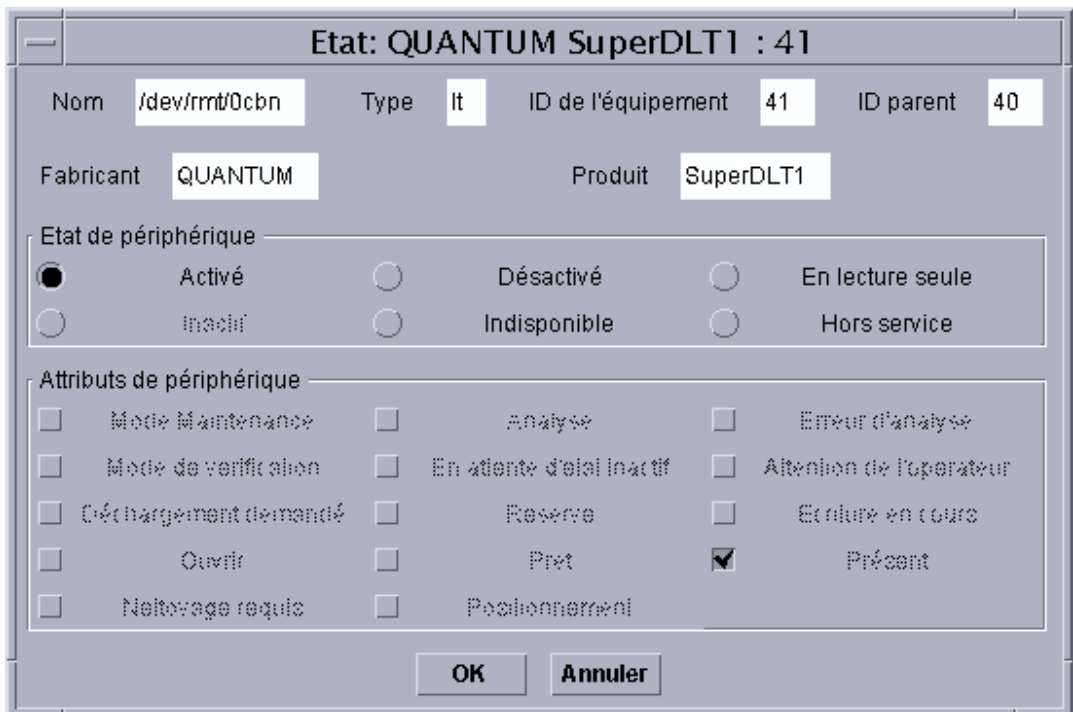 Etat: QUANTUM SuperDLT1 : 41
Nom /dev/rmt/0cbn Type lt ID de l'équipement 41 ID parent 40
Fabricant QUANTUM Produit SuperDLT1
Etat de périphérique
Activé Désactivé En lecture seule
Inactif Indisponible Hors service
Attributs de périphérique
Mode Maintenance Analyse Erreur d'analyse
Mode de vérification En attente d'état inactif Attention de l'opérateur
Déchargement demandé Réservé Ecriture en cours
Ouvrir Prêt Présent
Nettoyage requis Positionnement
OK Annuler